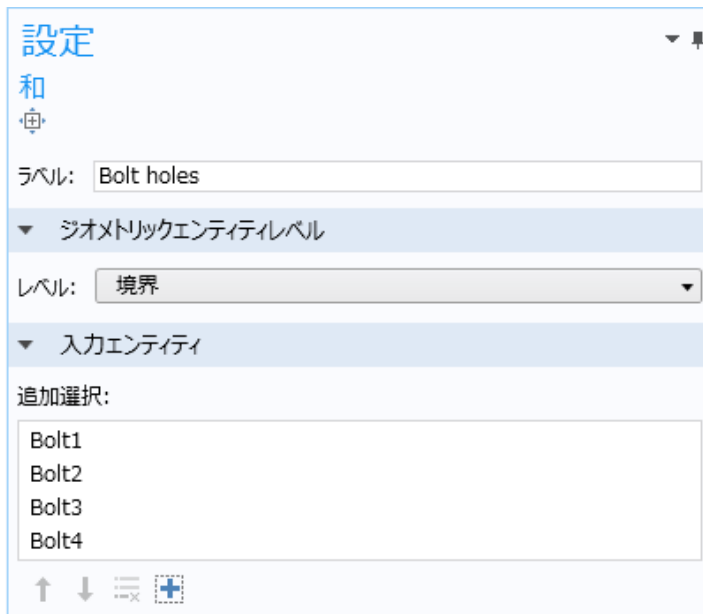 設定
和
ラベル: Bolt holes
ジオメトリックエンティティレベル
レベル: 境界
入力エンティティ
追加選択:
Bolt1
Bolt2
Bolt3
Bolt4